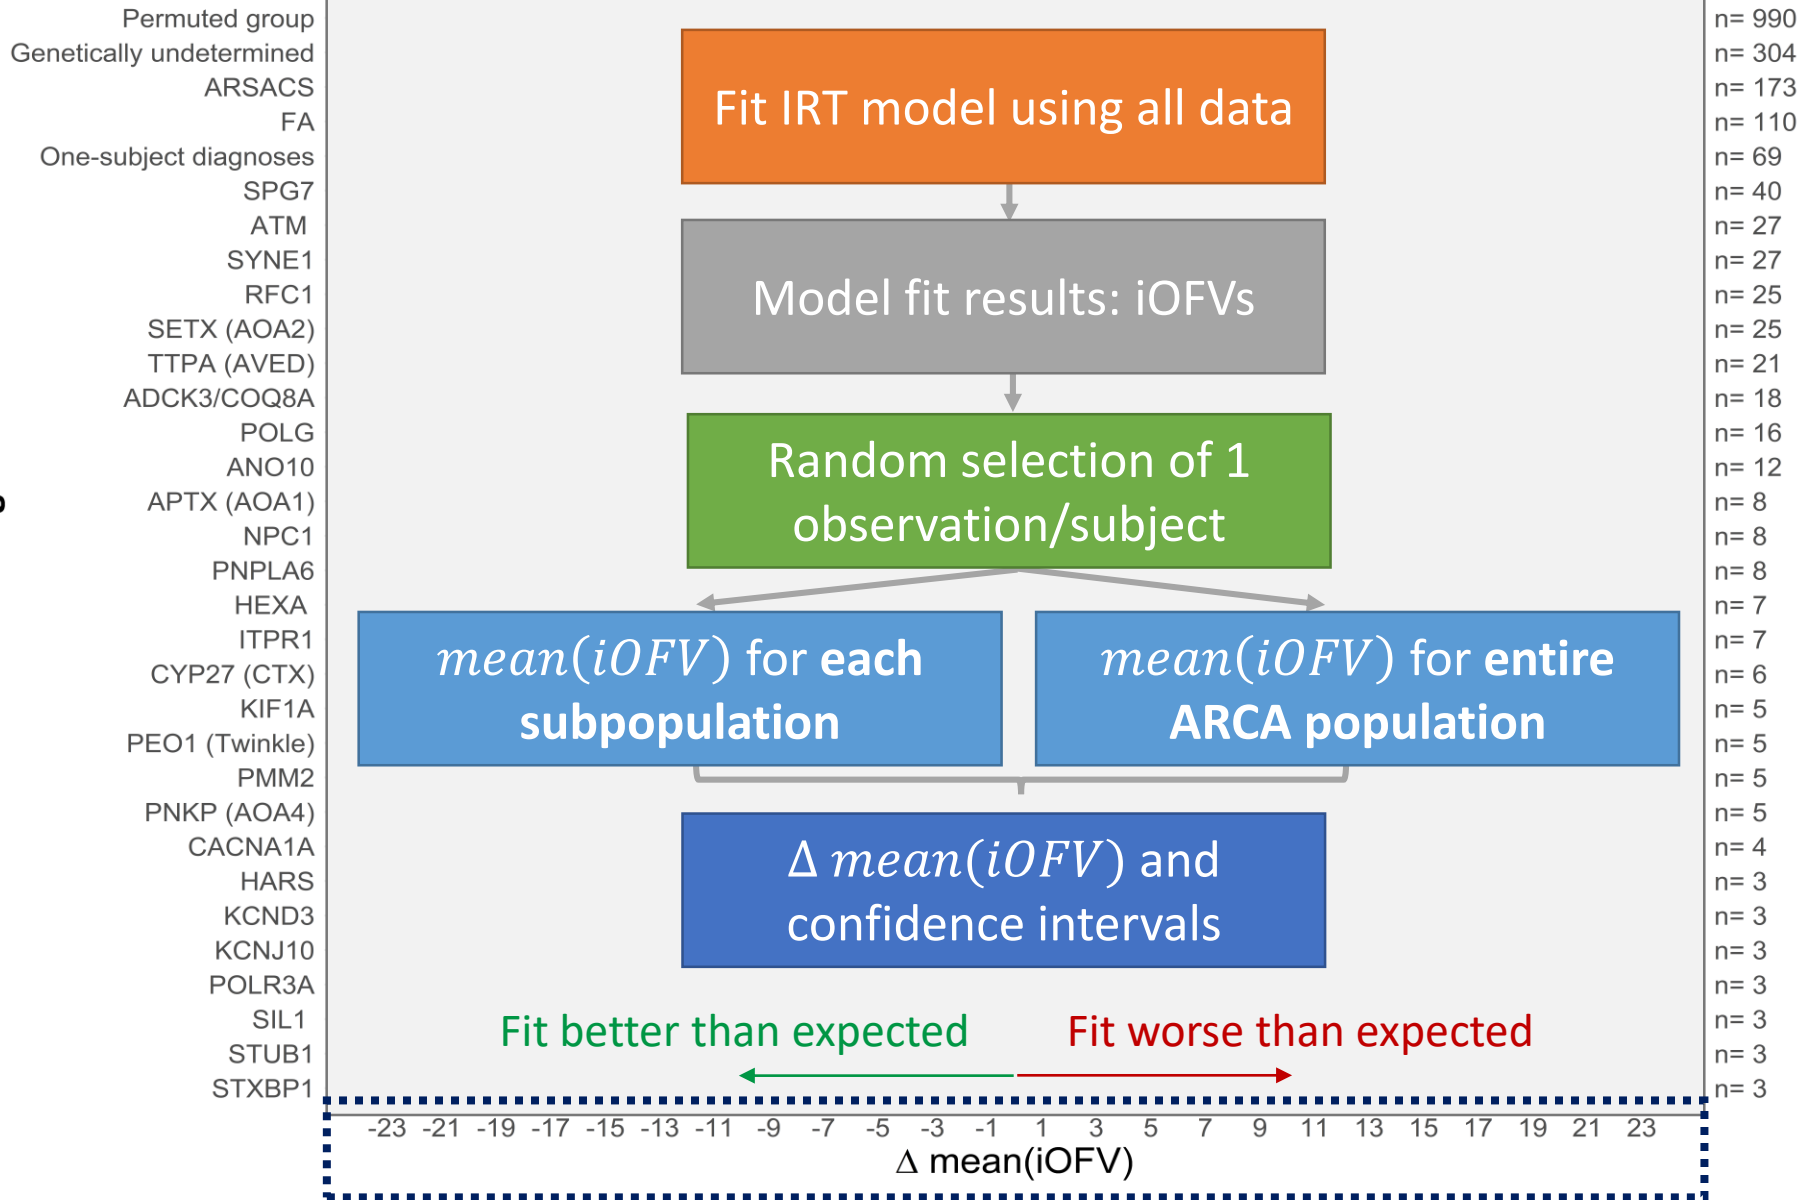 Permuted group n= 990
Genetically undetermined n= 304
ARSACS n= 173
FA n= 110
One-subject diagnoses n= 69
SPG7 n= 40
ATM n= 27
SYNE1 n= 27
RFC1 n= 25
SETX (AOA2) n= 25
TTPA (AVED) n= 21
ADCK3/COQ8A n= 18
POLG n= 16
ANO10 n= 12
APTX (AOA1) n= 8
NPC1 n= 8
PNPLA6 n= 8
HEXA n= 7
ITPR1 n= 7
CYP27 (CTX) n= 6
KIF1A n= 5
PEO1 (Twinkle) n= 5
PMM2 n= 5
PNKP (AOA4) n= 5
CACNA1A n= 4
HARS n= 3
KCND3 n= 3
KCNJ10 n= 3
POLR3A n= 3
SIL1 n= 3
STUB1 n= 3
STXBP1 n= 3
Fit IRT model using all data
Model fit results: iOFVs
Random selection of 1
observation/subject
mean(iOFV) for each
subpopulation
mean(iOFV) for entire
ARCA population
Δ mean(iOFV) and
confidence intervals
Fit better than expected
Fit worse than expected
-23 -21 -19 -17 -15 -13 -11 -9 -7 -5 -3 -1 1 3 5 7 9 11 13 15 17 19 21 23
Δ mean(iOFV)